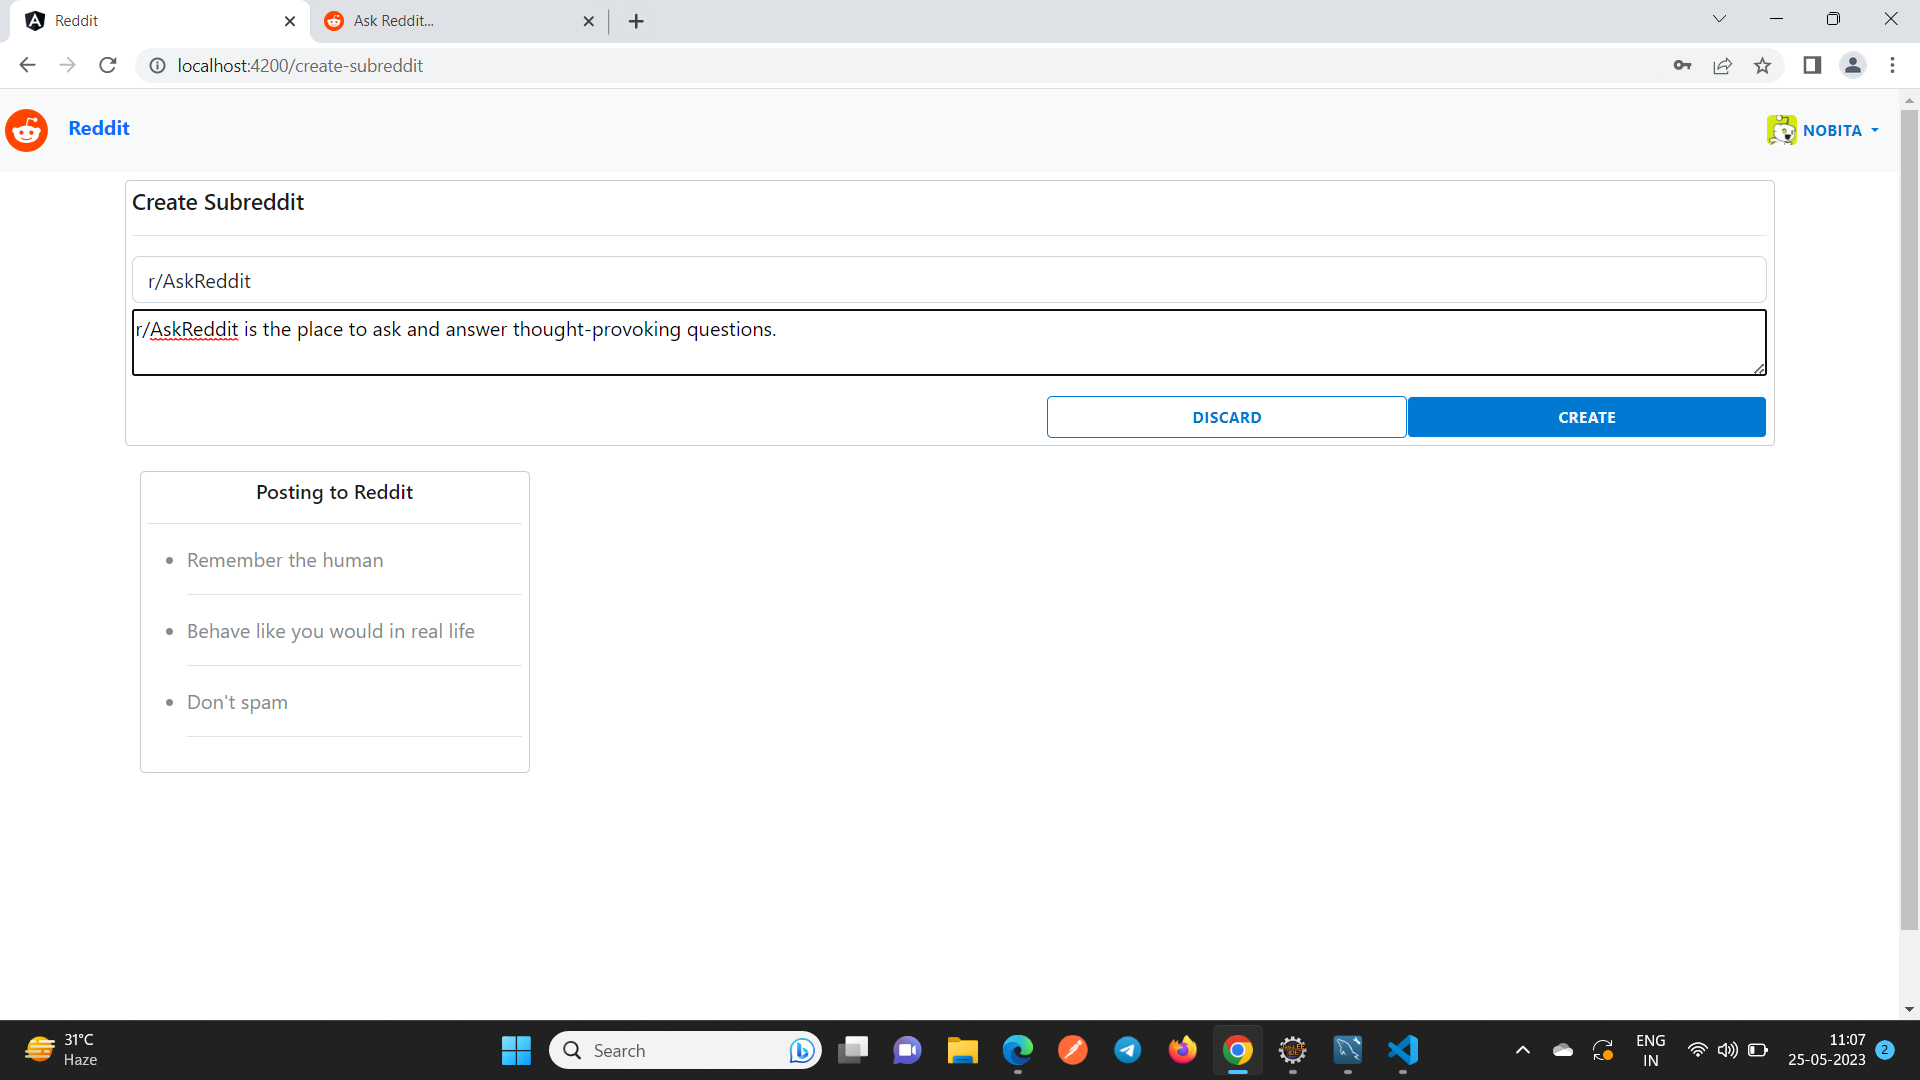 Reddit
Ask Reddit...
localhost:4200/create-subreddit
Reddit
NOBITA
Create Subreddit
r/AskReddit
r/AskReddit is the place to ask and answer thought-provoking questions.
DISCARD
CREATE
Posting to Reddit
Remember the human
Behave like you would in real life
Don't spam
31°C
Haze
Search
ENG
IN
11:07
25-05-2023
2